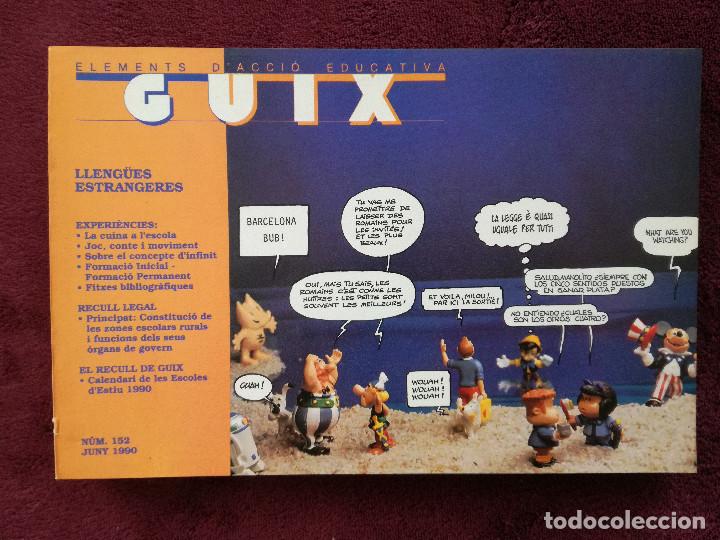 ELEMENTS D'ACCIÓ EDUCATIVA
GUIX
LLENGÜES
ESTRANGERES
EXPERIÈNCIES:
• La cuina a l'escola
• Joc, conte i moviment
• Sobre el concepte d'infinit
• Formació Inicial -
Formació Permanent
• Fitxes bibliogràfiques
RECULL LEGAL
• Principat: Constitució de
les zones escolars rurals
i funcions dels seus
órgans de govern
EL RECULL DE GUIX
• Calendari de les Escoles
d'Estiu 1990
NÚM. 152
JUNY 1990
BARCELONA
BUB!
TU VAS ME
PROMETTRE DE
LAISSER DES
ROMAINS POUR
LES INVITÉS!
ET LES PLUS
BEAUX!
OUI, MAIS TU SAIS, LES
ROMAINS C'EST COMME LES
HUÎTRES: LES PETITS SONT
SOUVENT LES MEILLEURS!
GUAH!
ET VOILA, MILOU!..
PAR ICI LA SORTIE!
WOUAH!
WOUAH!
WOUAH!
LA LEGGE È QUASI
UGUALE PER TUTTI
SALUD, MANOLITO ¿SIEMPRE CON
LOS CINCO SENTIDOS PUESTOS
EN GANAR PLATA?
NO ENTIENDO ¿CUALES
SON LOS OTROS CUATRO?
WHAT ARE YOU
WATCHING?
todocoleccion